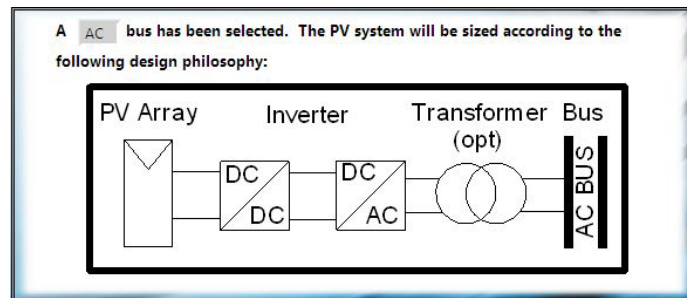 A AC bus has been selected. The PV system will be sized according to the
following design philosophy:
PV Array Inverter Transformer Bus
(opt)
DC DC
DC AC
AC BUS